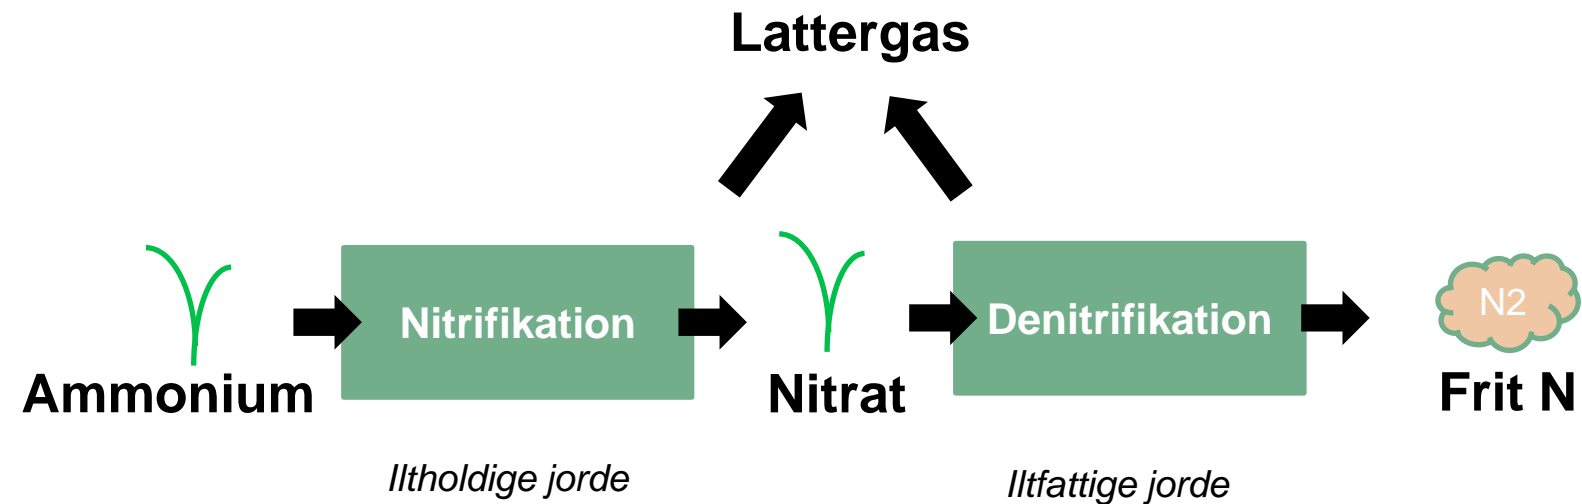 Lattergas
Nitrifikation
Denitrifikation
N2
Ammonium
Nitrat
Frit N
Iltholdige jorde
Iltfattige jorde